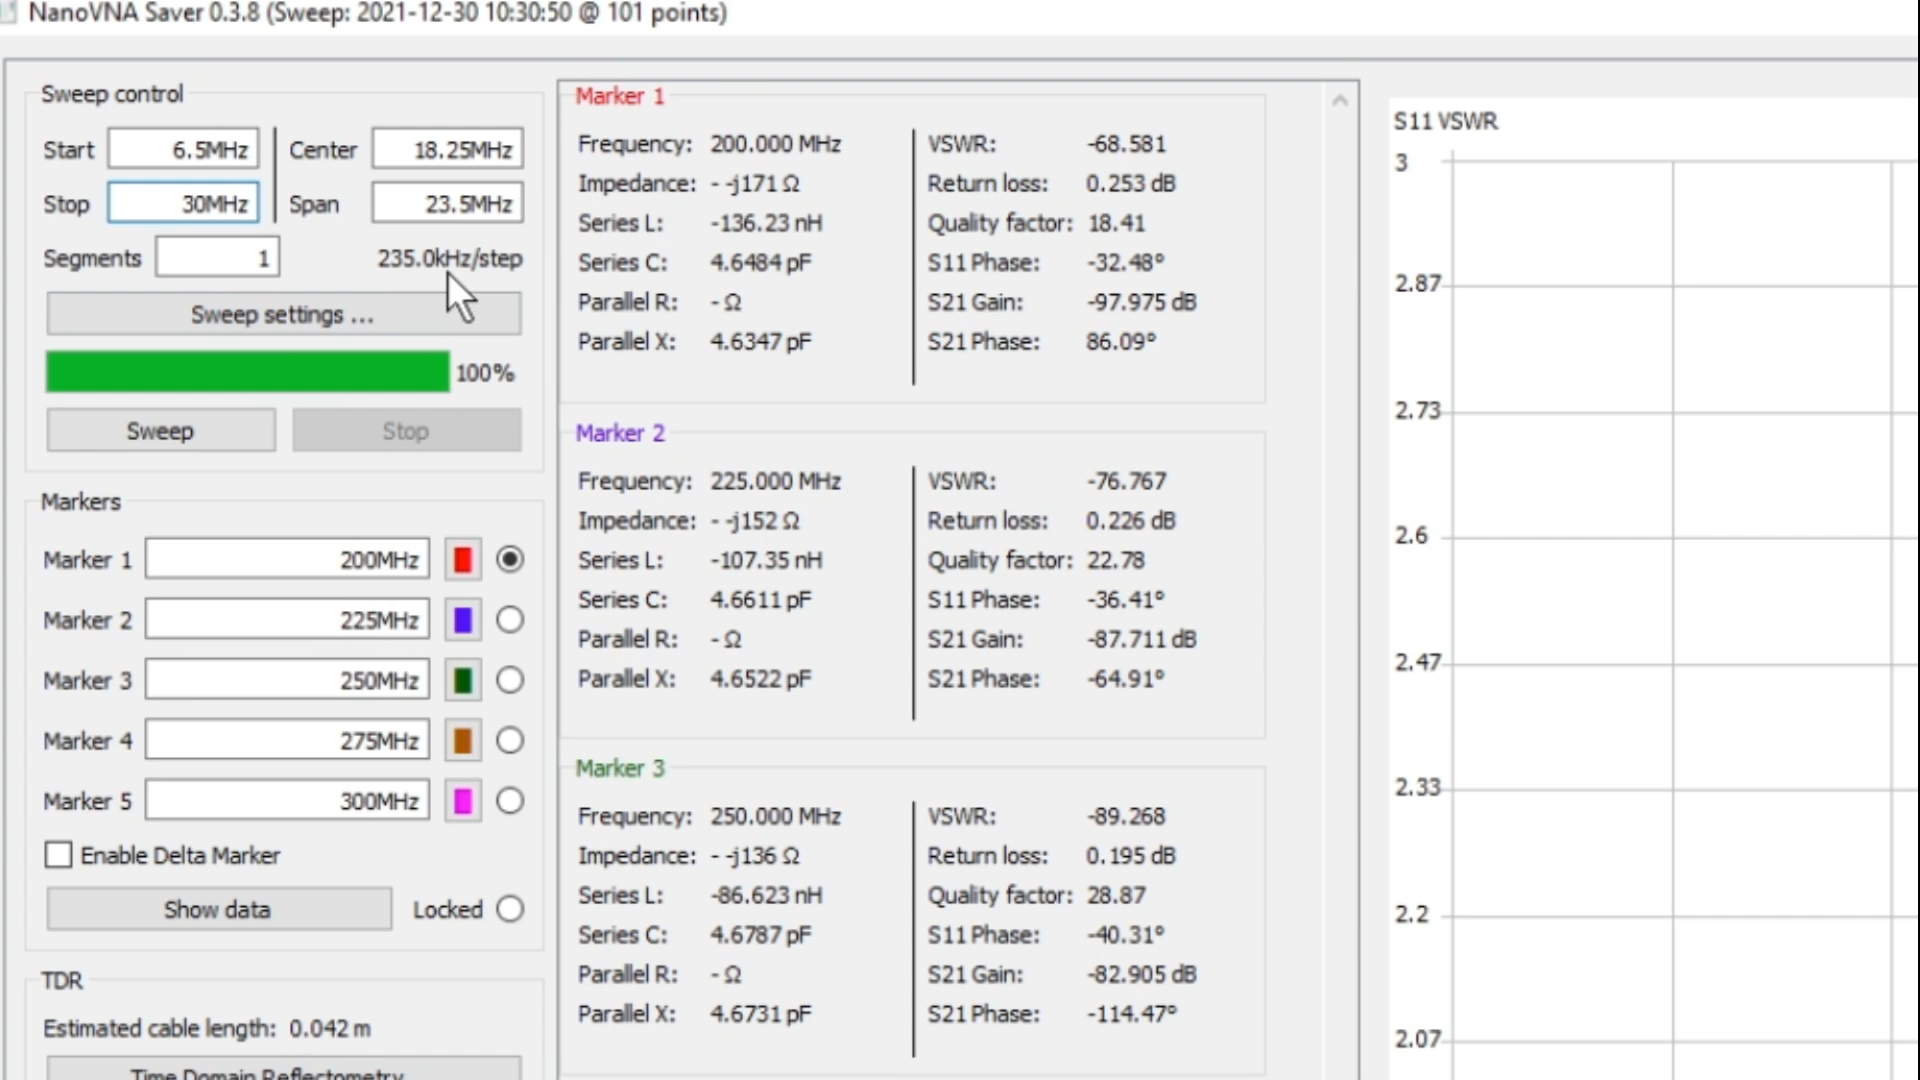 NanoVNA Saver 0.3.8 (Sweep: 2021-12-30 10:30:50 @ 101 points)
Sweep control
Start 6.5MHz Center 18.25MHz
Stop 30MHz Span 23.5MHz
Segments 1 235.0kHz/step
Sweep settings ...
100%
Sweep Stop
Markers
Marker 1 200MHz
Marker 2 225MHz
Marker 3 250MHz
Marker 4 275MHz
Marker 5 300MHz
Enable Delta Marker
Show data Locked
TDR
Estimated cable length: 0.042 m
Time Domain Reflectometry
Marker 1
Frequency: 200.000 MHz VSWR: -68.581
Impedance: - -j171 Ω Return loss: 0.253 dB
Series L: -136.23 nH Quality factor: 18.41
Series C: 4.6484 pF S11 Phase: -32.48°
Parallel R: - Ω S21 Gain: -97.975 dB
Parallel X: 4.6347 pF S21 Phase: 86.09°
Marker 2
Frequency: 225.000 MHz VSWR: -76.767
Impedance: - -j152 Ω Return loss: 0.226 dB
Series L: -107.35 nH Quality factor: 22.78
Series C: 4.6611 pF S11 Phase: -36.41°
Parallel R: - Ω S21 Gain: -87.711 dB
Parallel X: 4.6522 pF S21 Phase: -64.91°
Marker 3
Frequency: 250.000 MHz VSWR: -89.268
Impedance: - -j136 Ω Return loss: 0.195 dB
Series L: -86.623 nH Quality factor: 28.87
Series C: 4.6787 pF S11 Phase: -40.31°
Parallel R: - Ω S21 Gain: -82.905 dB
Parallel X: 4.6731 pF S21 Phase: -114.47°
S11 VSWR
3
2.87
2.73
2.6
2.47
2.33
2.2
2.07